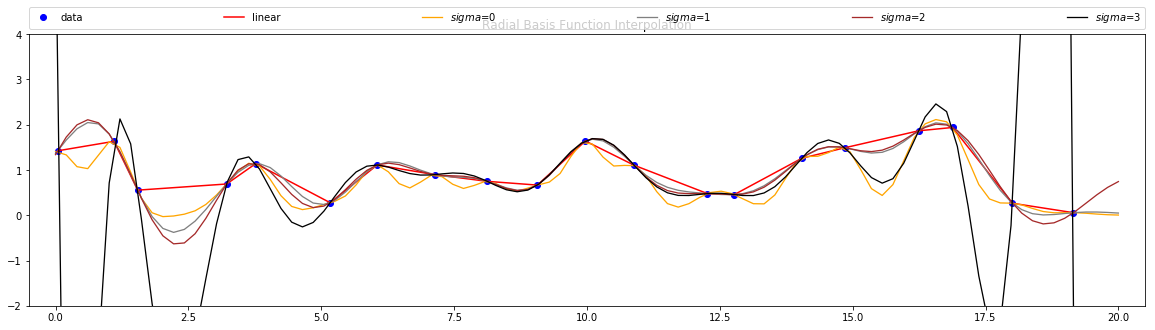 data linear sigma=0 sigma=1 sigma=2 sigma=3
Radial Basis Function Interpolation
4
3
2
1
0
−1
−2
0.0 2.5 5.0 7.5 10.0 12.5 15.0 17.5 20.0